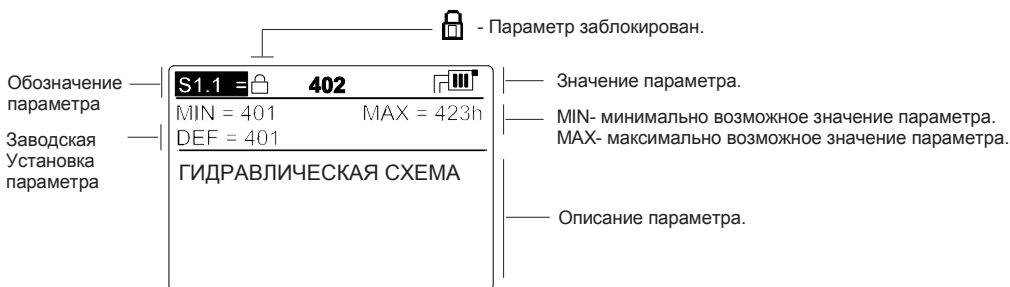 - Параметр заблокирован.
Обозначение
параметра
S1.1 = 402
Значение параметра.
MIN = 401 MAX = 423h
MIN- минимально возможное значение параметра.
MAX- максимально возможное значение параметра.
DEF = 401
Заводская
Установка
параметра
ГИДРАВЛИЧЕСКАЯ СХЕМА
Описание параметра.